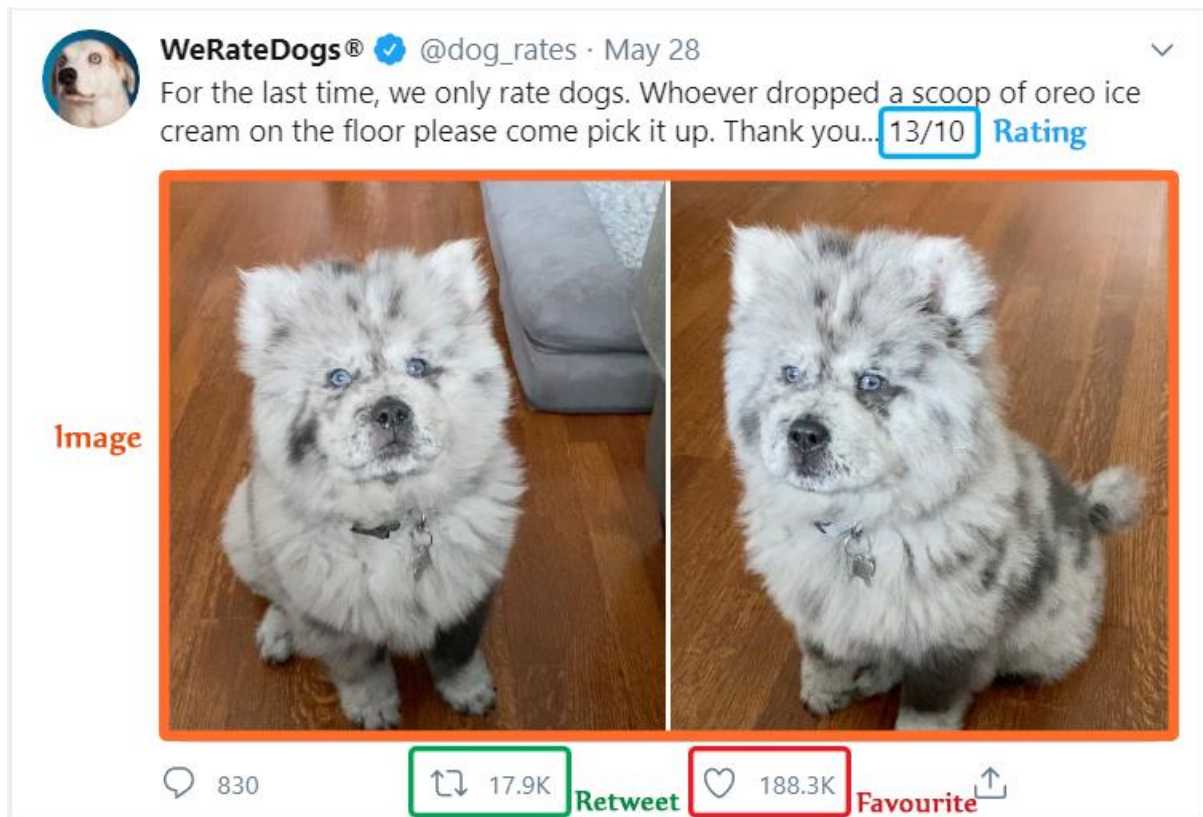 WeRateDogs® @dog_rates · May 28
For the last time, we only rate dogs. Whoever dropped a scoop of oreo ice
cream on the floor please come pick it up. Thank you... 13/10 Rating
Image
830 17.9K Retweet 188.3K Favourite